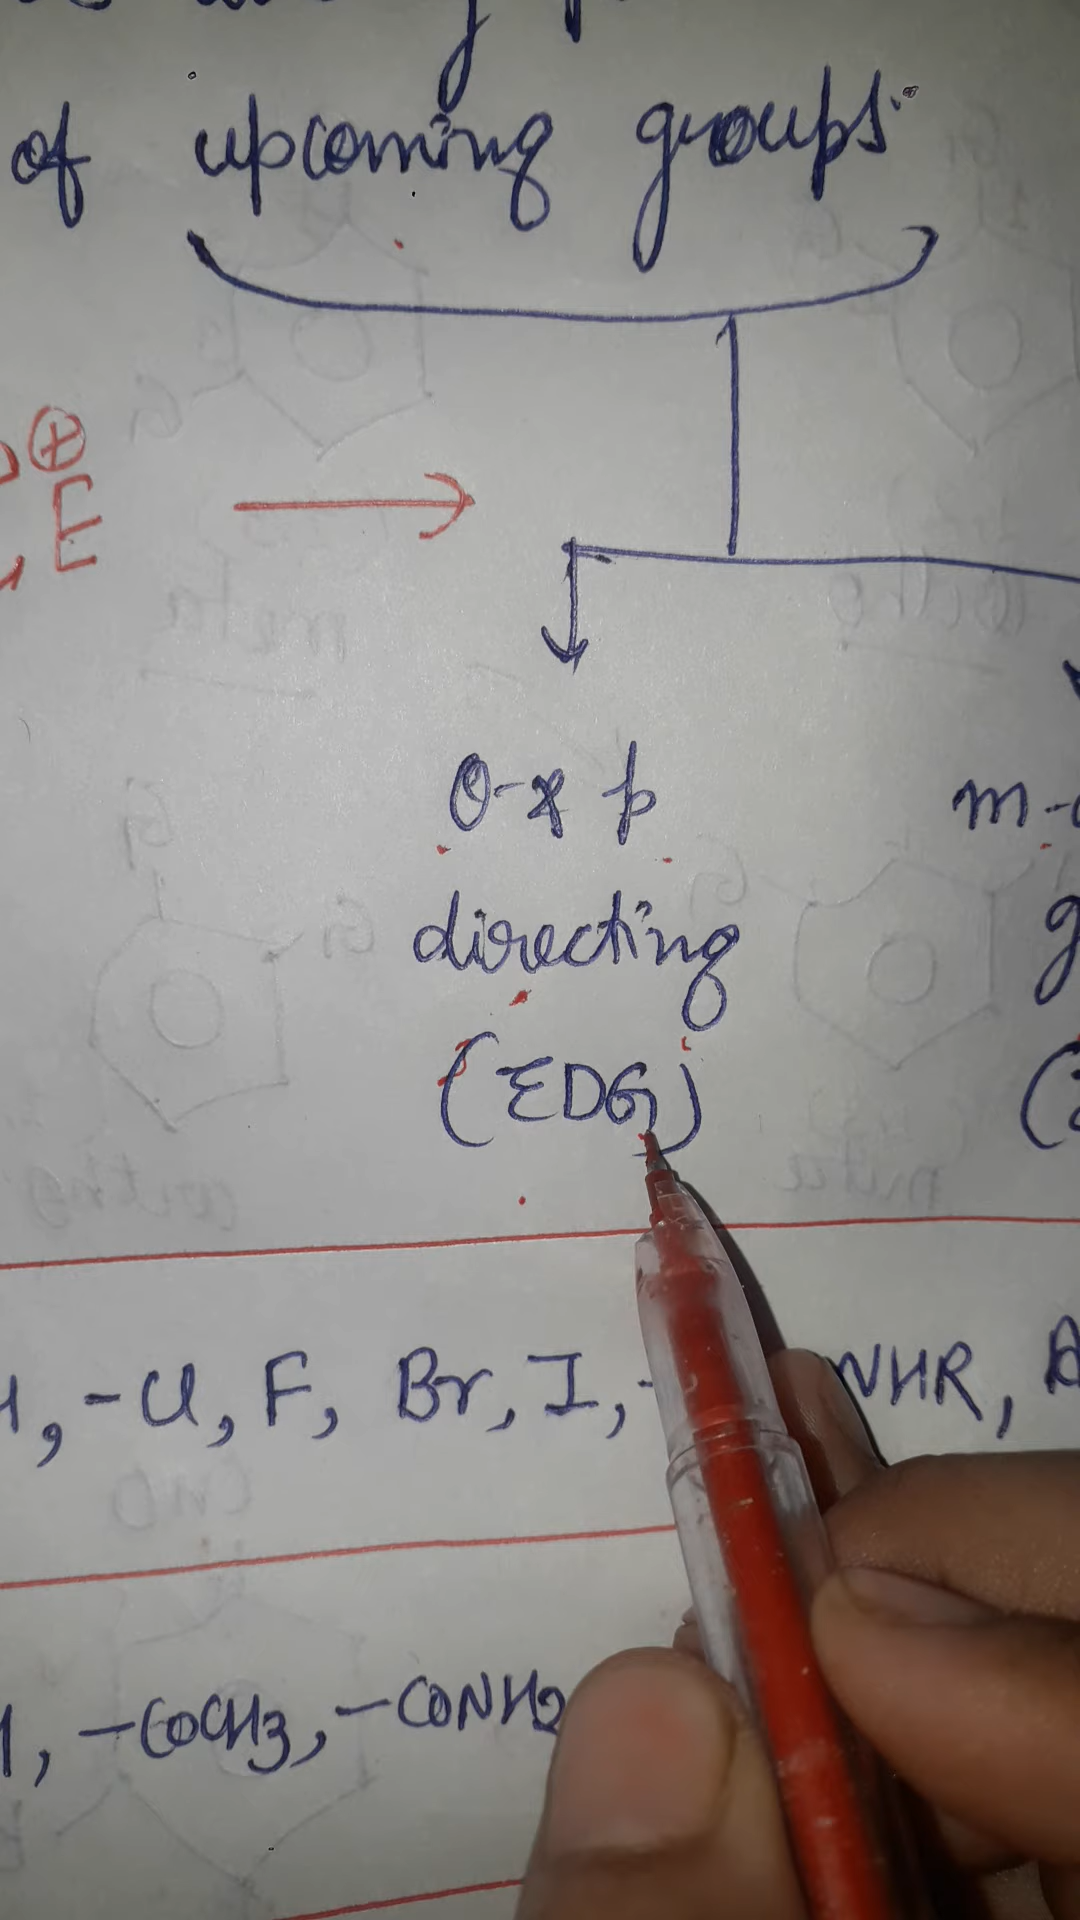 of upcoming groups.
⊕
E
O- & p
m-
directing
g
(EDG)
(
, -Cl, F, Br, I, - NHR,
, -COCH3, -CONH2